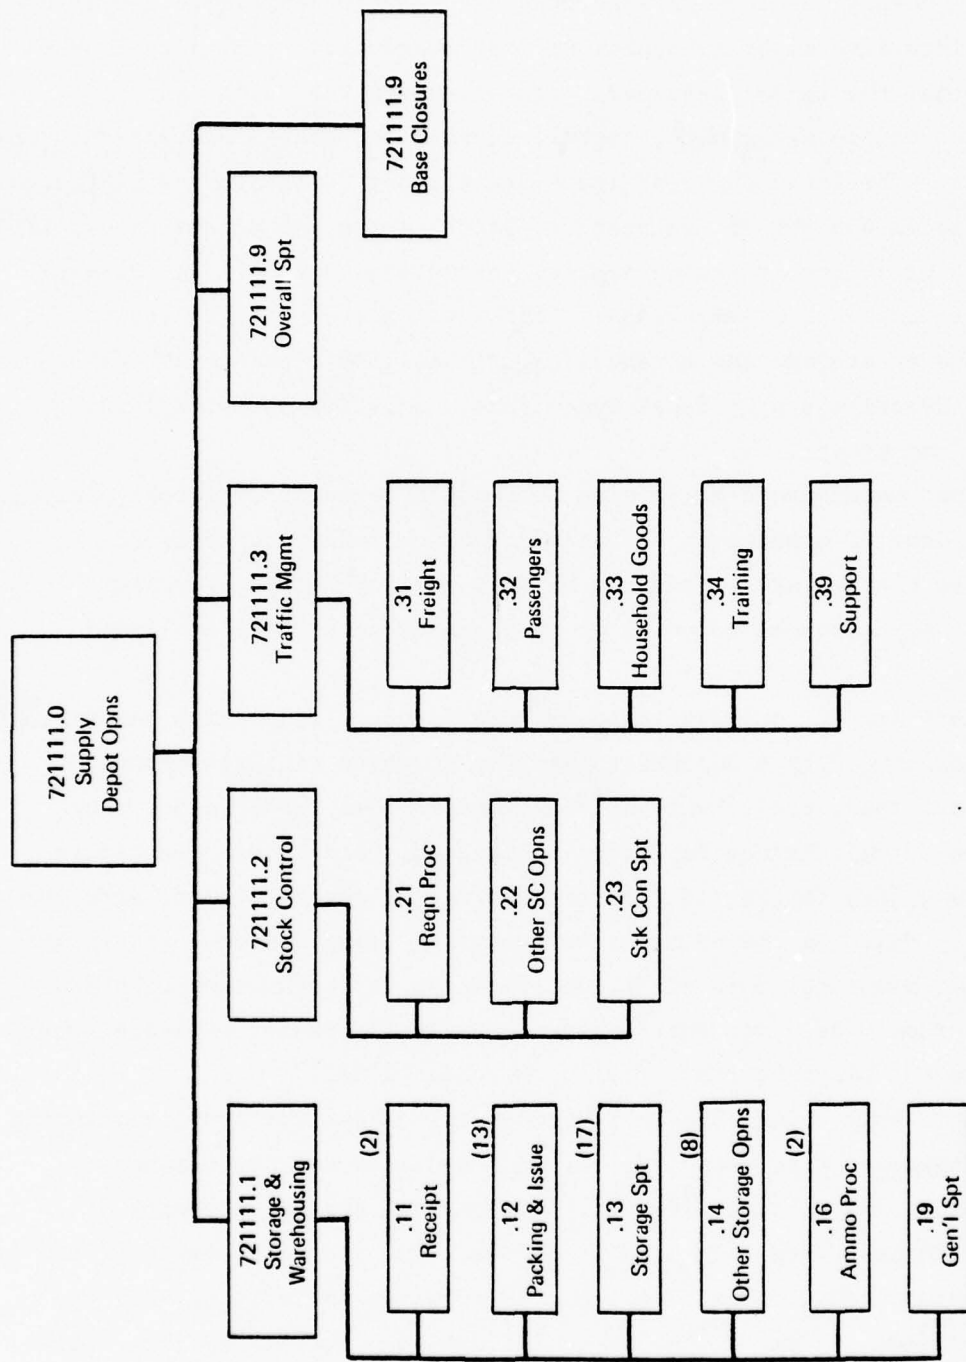 721111.0
Supply
Depot Opns
721111.1
Storage &
Warehousing
721111.2
Stock Control
721111.3
Traffic Mgmt
721111.9
Overall Spt
721111.9
Base Closures
(2)
.11
Receipt
(13)
.12
Packing & Issue
(17)
.13
Storage Spt
(8)
.14
Other Storage Opns
(2)
.16
Ammo Proc
.19
Gen'l Spt
.21
Reqn Proc
.22
Other SC Opns
.23
Stk Con Spt
.31
Freight
.32
Passengers
.33
Household Goods
.34
Training
.39
Support